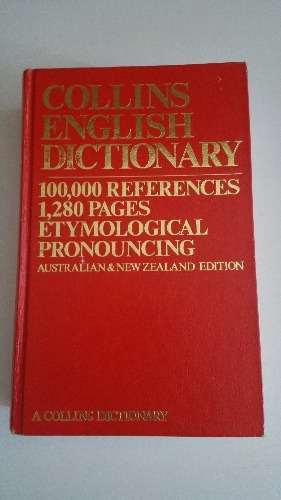 COLLINS
ENGLISH
DICTIONARY
100,000 REFERENCES
1,280 PAGES
ETYMOLOGICAL
PRONOUNCING
AUSTRALIAN & NEW ZEALAND EDITION
A COLLINS DICTIONARY